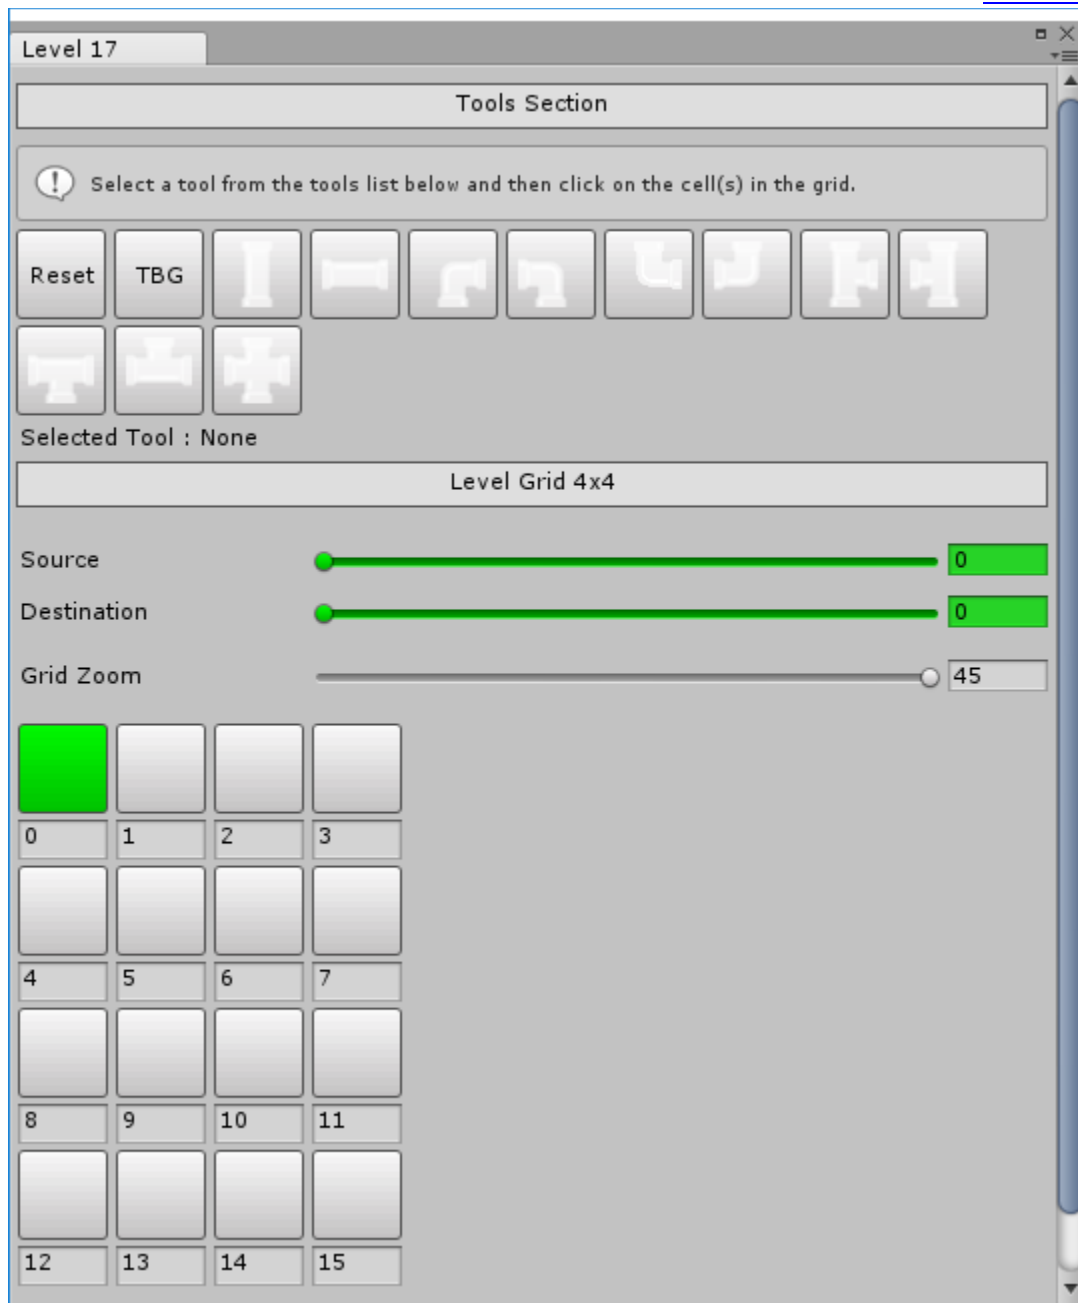 Level 17
Tools Section
Select a tool from the tools list below and then click on the cell(s) in the grid.
Reset TBG
Selected Tool : None
Level Grid 4x4
Source 0
Destination 0
Grid Zoom 45
0 1 2 3
4 5 6 7
8 9 10 11
12 13 14 15